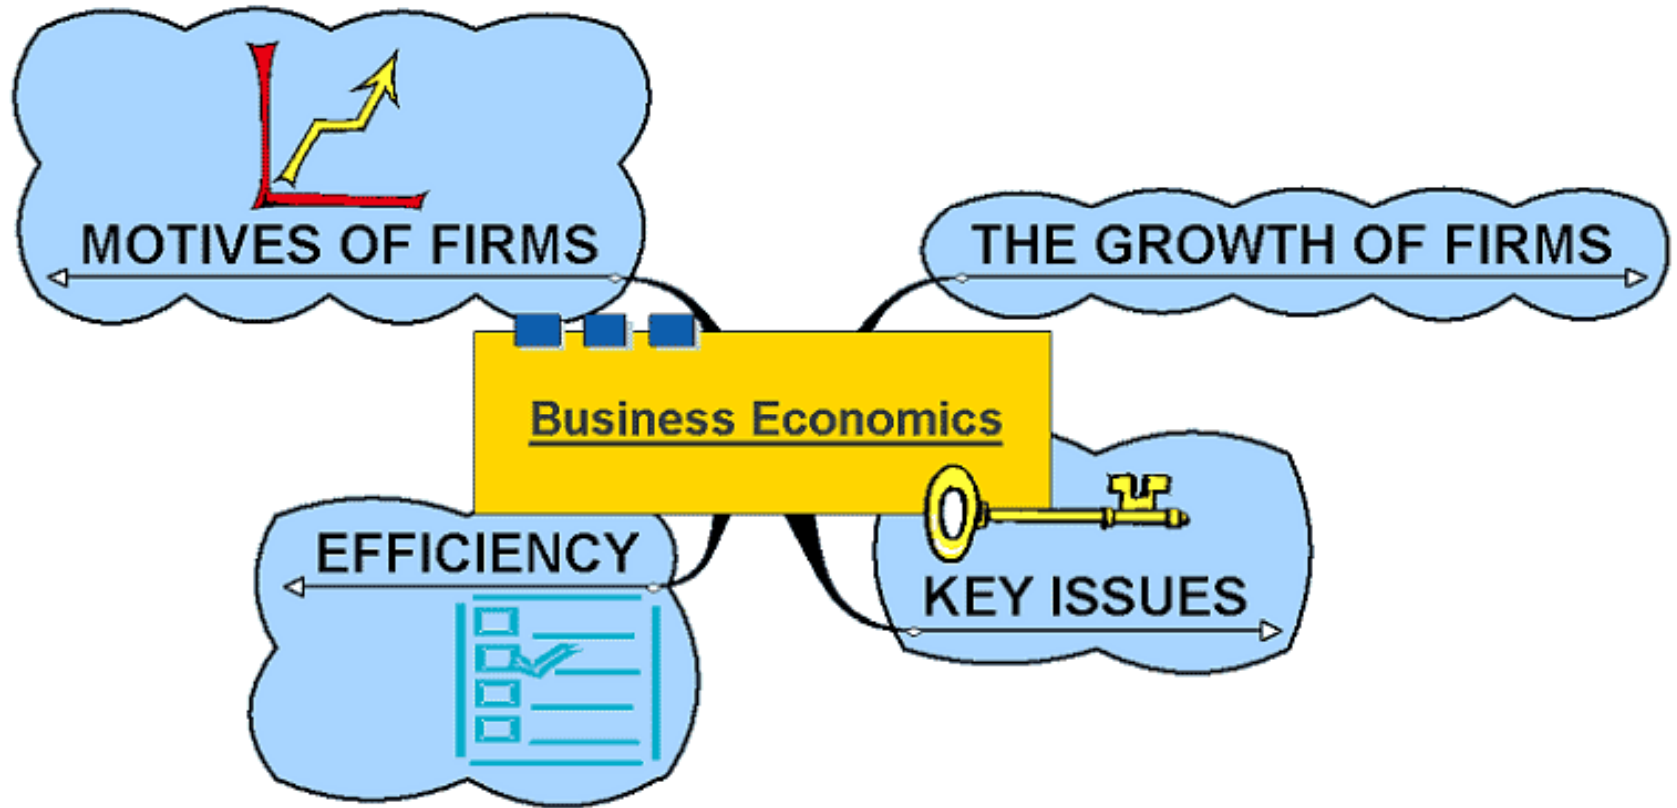 MOTIVES OF FIRMS
THE GROWTH OF FIRMS
Business Economics
EFFICIENCY
KEY ISSUES